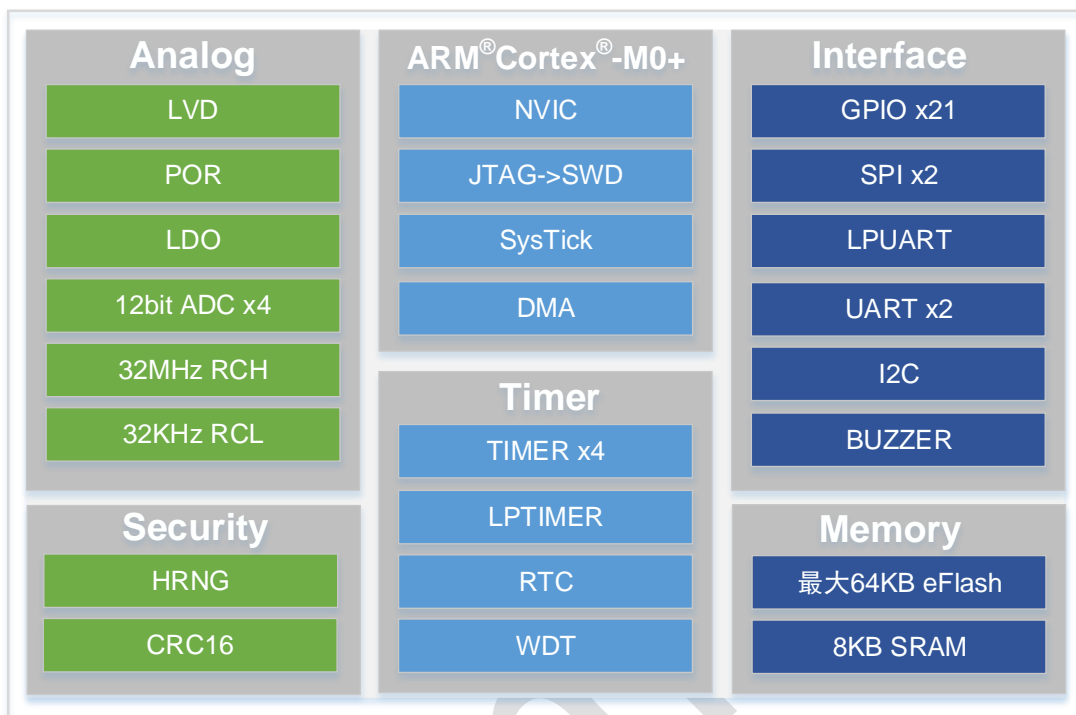 Analog
LVD
POR
LDO
12bit ADC x4
32MHz RCH
32KHz RCL
Security
HRNG
CRC16
ARM®Cortex®-M0+
NVIC
JTAG->SWD
SysTick
DMA
Timer
TIMER x4
LPTIMER
RTC
WDT
Interface
GPIO x21
SPI x2
LPUART
UART x2
I2C
BUZZER
Memory
最大64KB eFlash
8KB SRAM